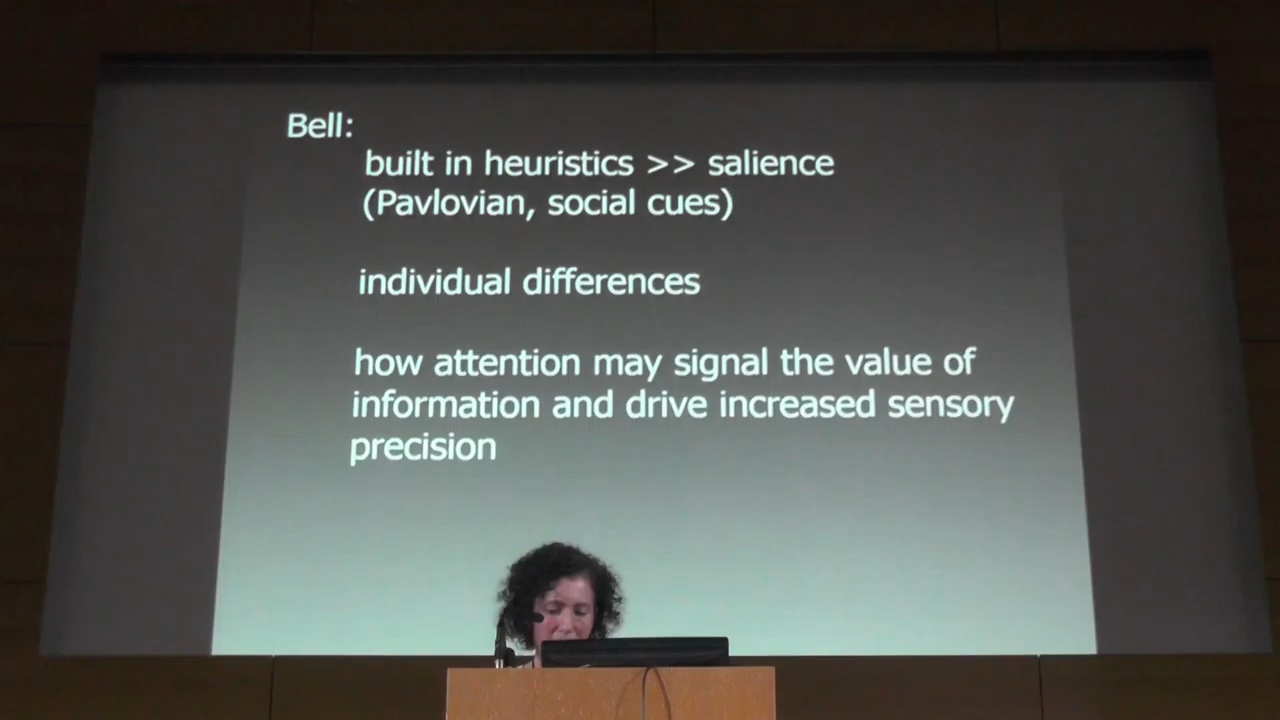 Bell:
built in heuristics >> salience
(Pavlovian, social cues)
individual differences
how attention may signal the value of
information and drive increased sensory
precision